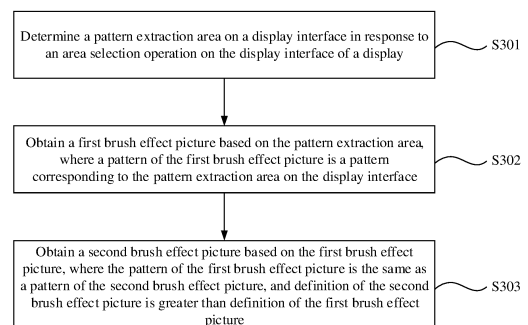 Determine a pattern extraction area on a display interface in response to
an area selection operation on the display interface of a display
S301
Obtain a first brush effect picture based on the pattern extraction area,
where a pattern of the first brush effect picture is a pattern
corresponding to the pattern extraction area on the display interface
S302
Obtain a second brush effect picture based on the first brush effect
picture, where the pattern of the first brush effect picture is the same as
a pattern of the second brush effect picture, and definition of the second
brush effect picture is greater than definition of the first brush effect
picture
S303